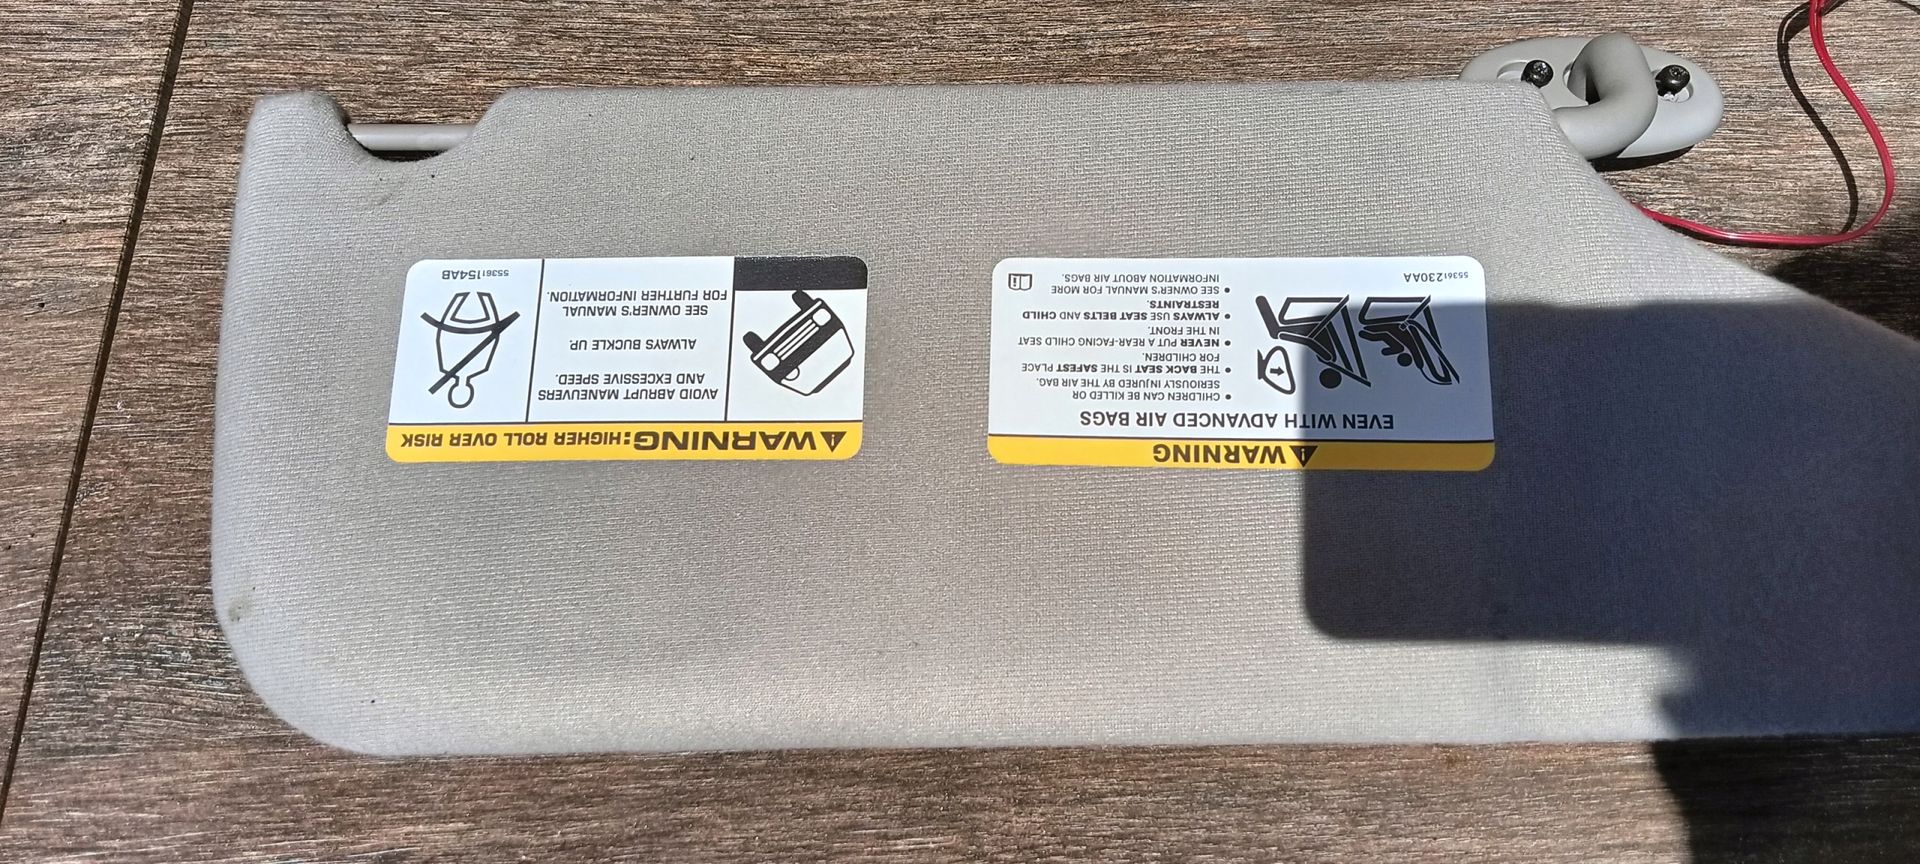 WARNING
EVEN WITH ADVANCED AIR BAGS
• CHILDREN CAN BE KILLED OR
SERIOUSLY INJURED BY THE AIR BAG.
• THE BACK SEAT IS THE SAFEST PLACE
FOR CHILDREN.
• NEVER PUT A REAR-FACING CHILD SEAT
IN THE FRONT.
• ALWAYS USE SEAT BELTS AND CHILD
RESTRAINTS.
• SEE OWNER'S MANUAL FOR MORE
INFORMATION ABOUT AIR BAGS.
55361230AA
WARNING: HIGHER ROLL OVER RISK
AVOID ABRUPT MANEUVERS
AND EXCESSIVE SPEED.
ALWAYS BUCKLE UP.
SEE OWNER'S MANUAL
FOR FURTHER INFORMATION.
55361154AB